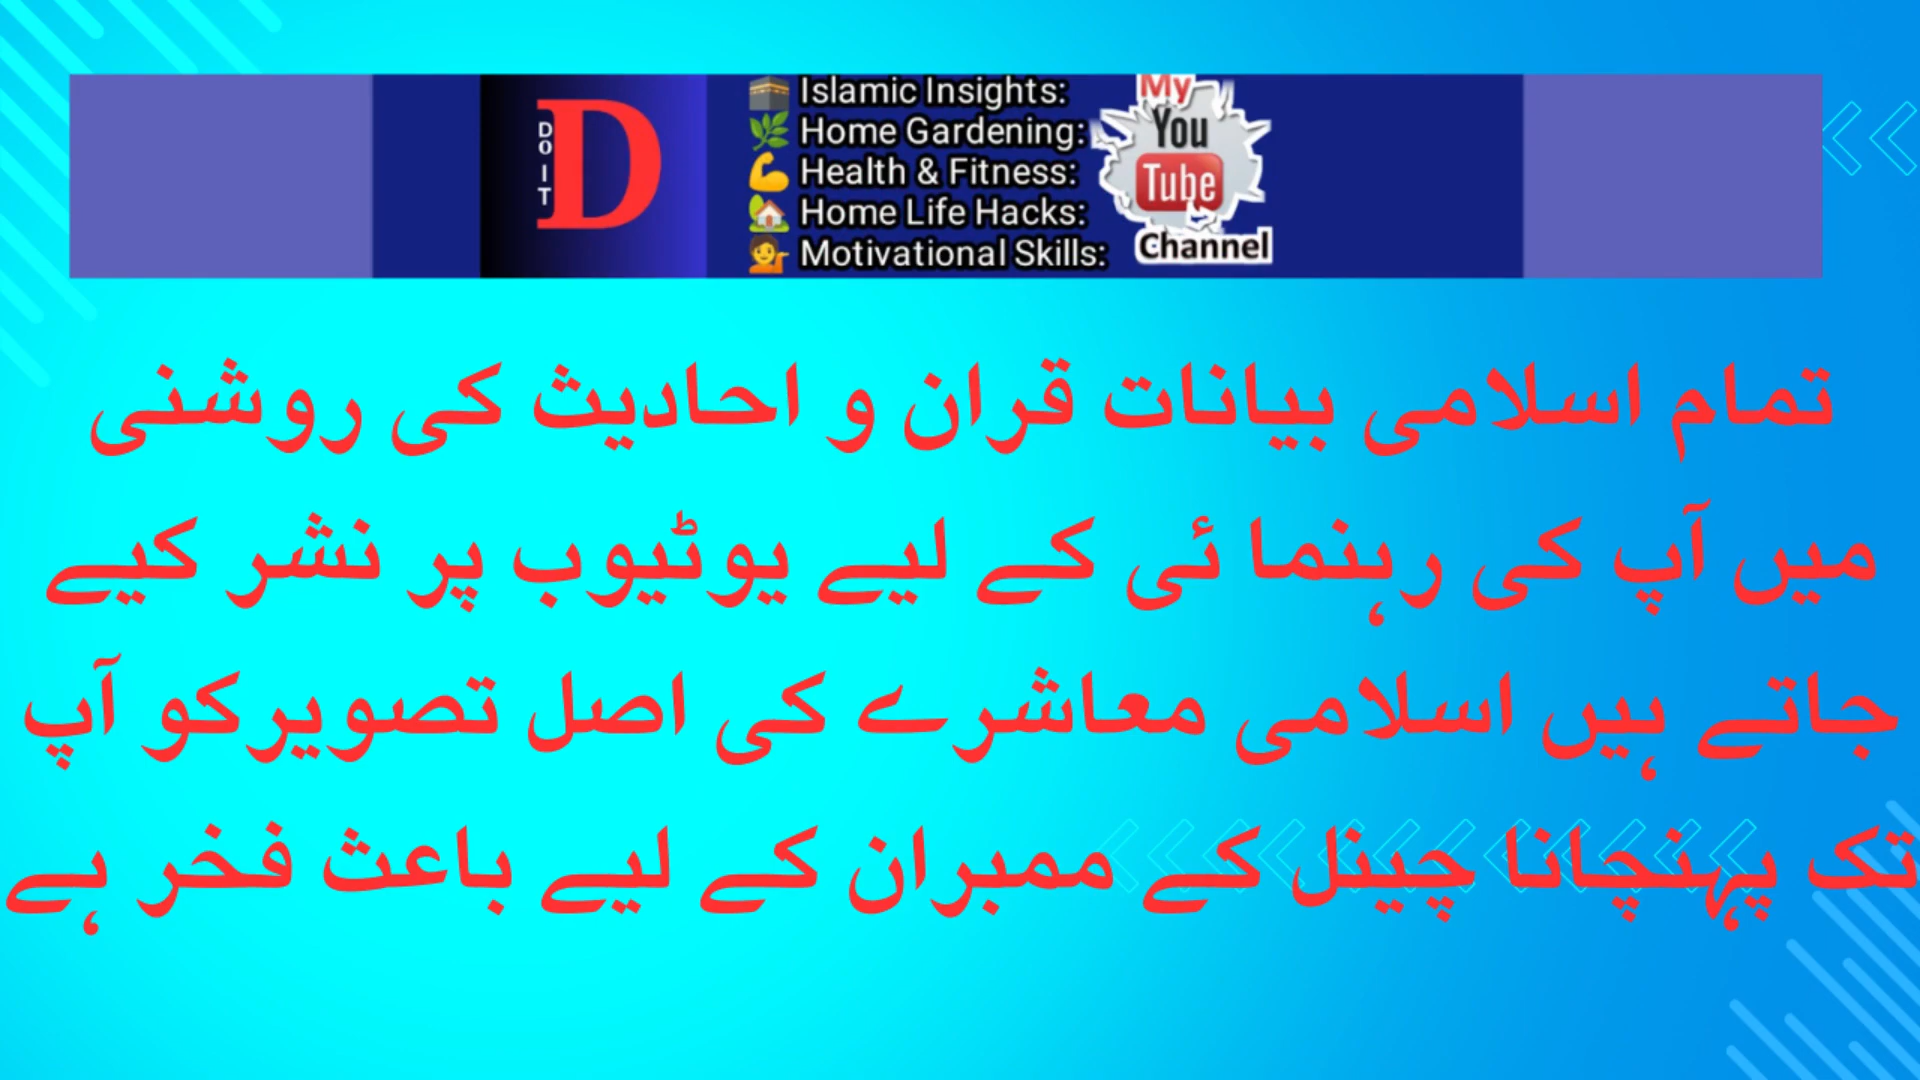 DO IT
D
🕋 Islamic Insights:
🌿 Home Gardening:
💪 Health & Fitness:
🏡 Home Life Hacks:
💁 Motivational Skills:
My
You
Tube
Channel
تمام اسلامی بیانات قران و احادیث کی روشنی
میں آپ کی رہنما ئی کے لیے یوٹیوب پر نشر کیے
جاتے ہیں اسلامی معاشرے کی اصل تصویرکو آپ
تک پہنچانا چینل کے ممبران کے لیے باعث فخر ہے